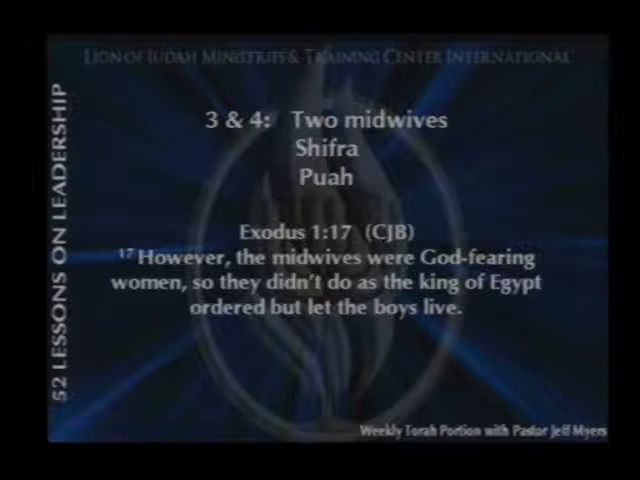 LION OF JUDAH MINISTRIES & TRAINING CENTER INTERNATIONAL
52 LESSONS ON LEADERSHIP
3 & 4: Two midwives
Shifra
Puah
Exodus 1:17 (CJB)
17 However, the midwives were God-fearing
women, so they didn't do as the king of Egypt
ordered but let the boys live.
Weekly Torah Portion with Pastor Jeff Myers